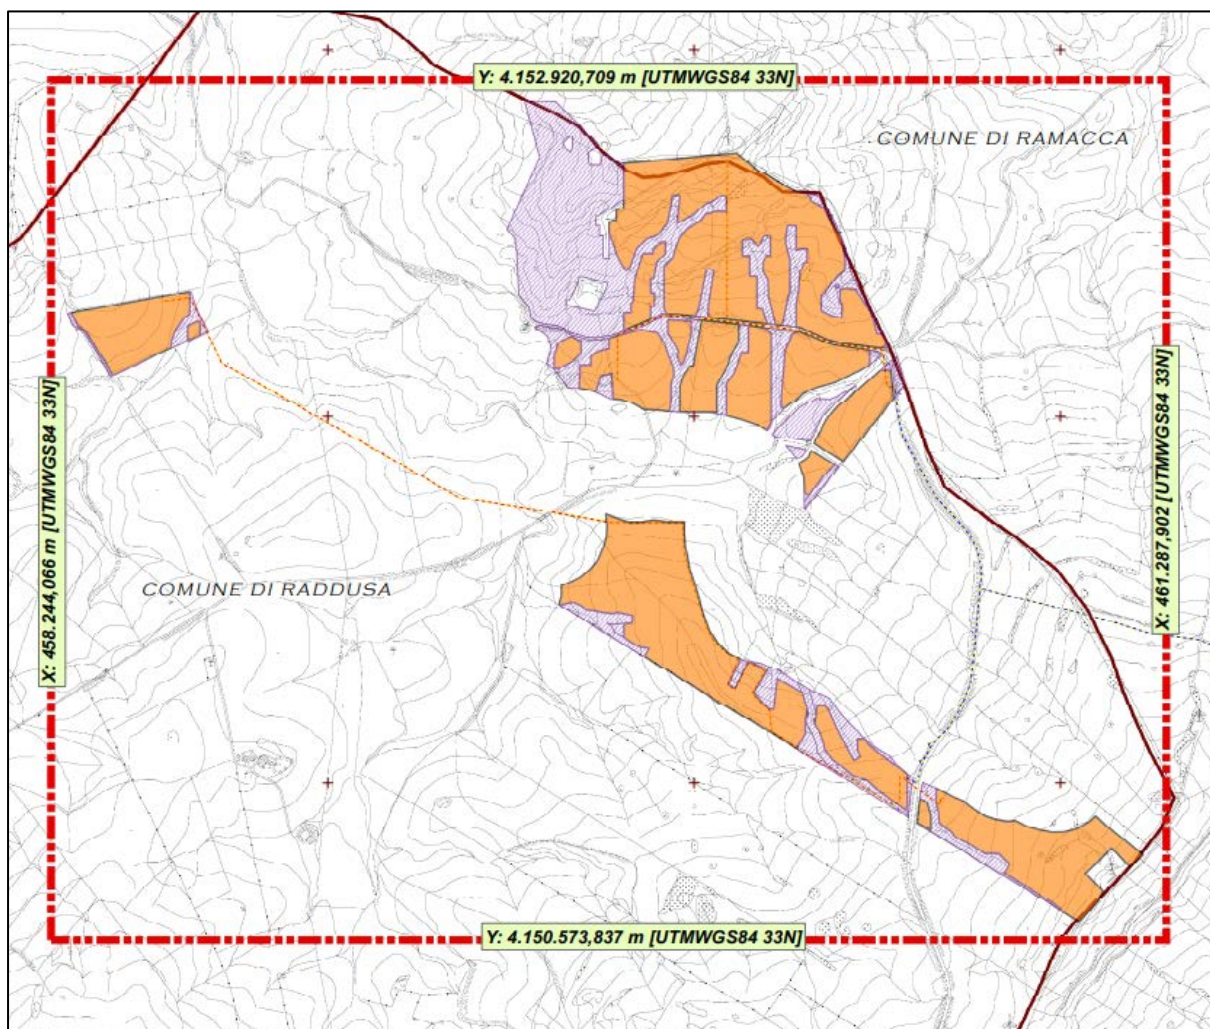 Y: 4.152.920,709 m [UTMWGS84 33N]
COMUNE DI RAMACCA
X: 458.244,066 m [UTMWGS84 33N]
X: 461.287,902 [UTMWGS84 33N]
COMUNE DI RADDUSA
Y: 4.150.573,837 m [UTMWGS84 33N]